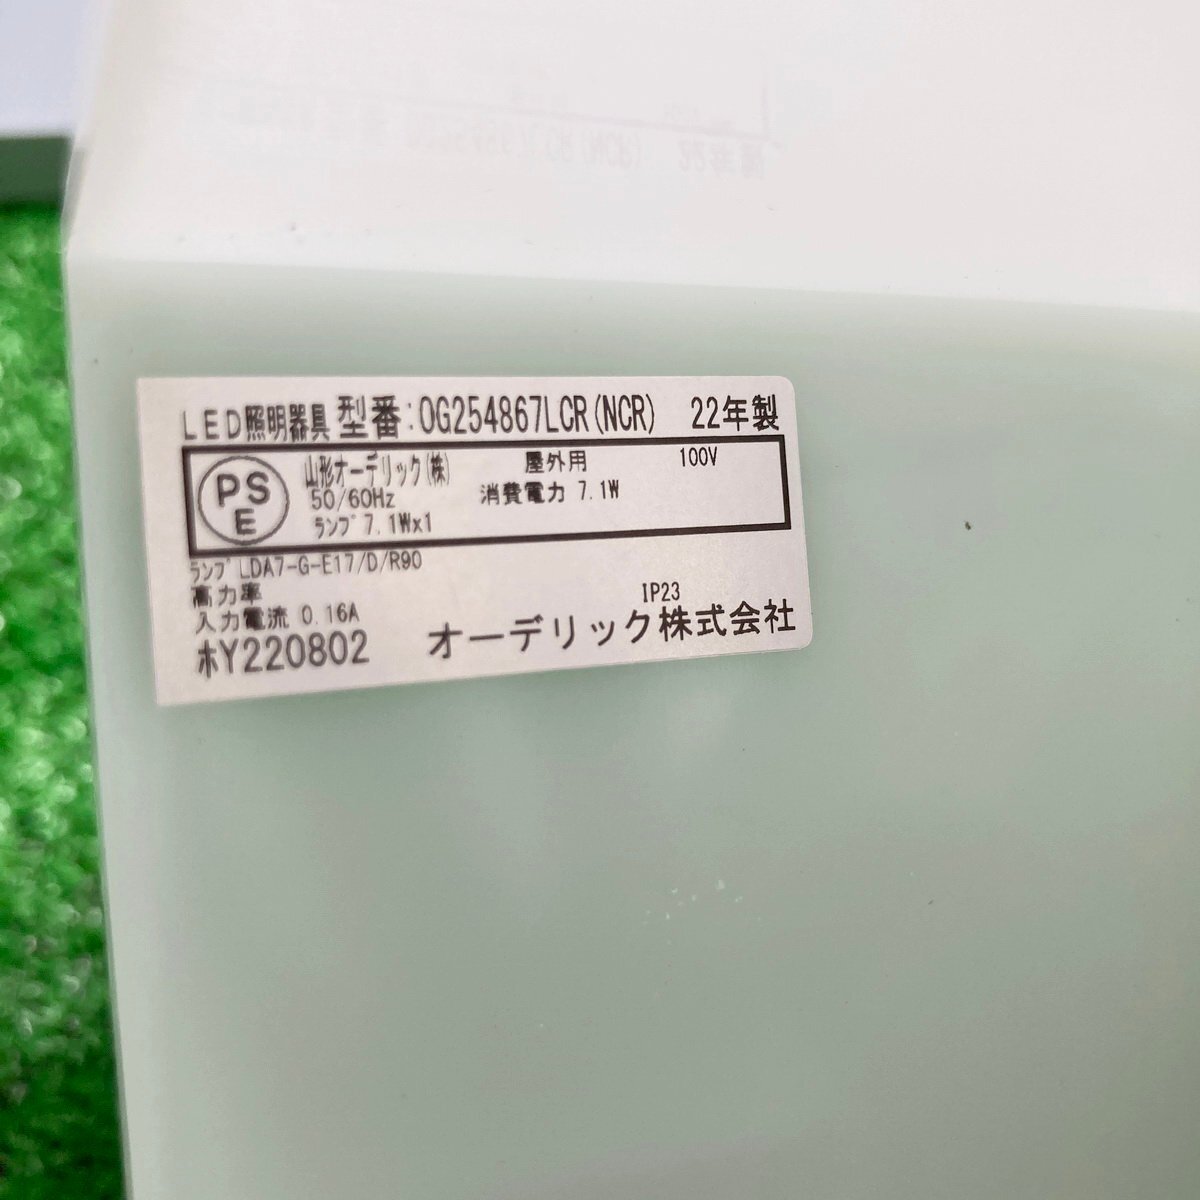 LED照明器具 型番:OG254867LCR(NCR) 22年製
PS
E
山形オーデリック(株) 屋外用 100V
50/60Hz 消費電力 7.1W
ランプ 7.1Wx1
ランプ LDA7-G-E17/D/R90
高力率 IP23
入力電流 0.16A
ホY220802 オーデリック株式会社